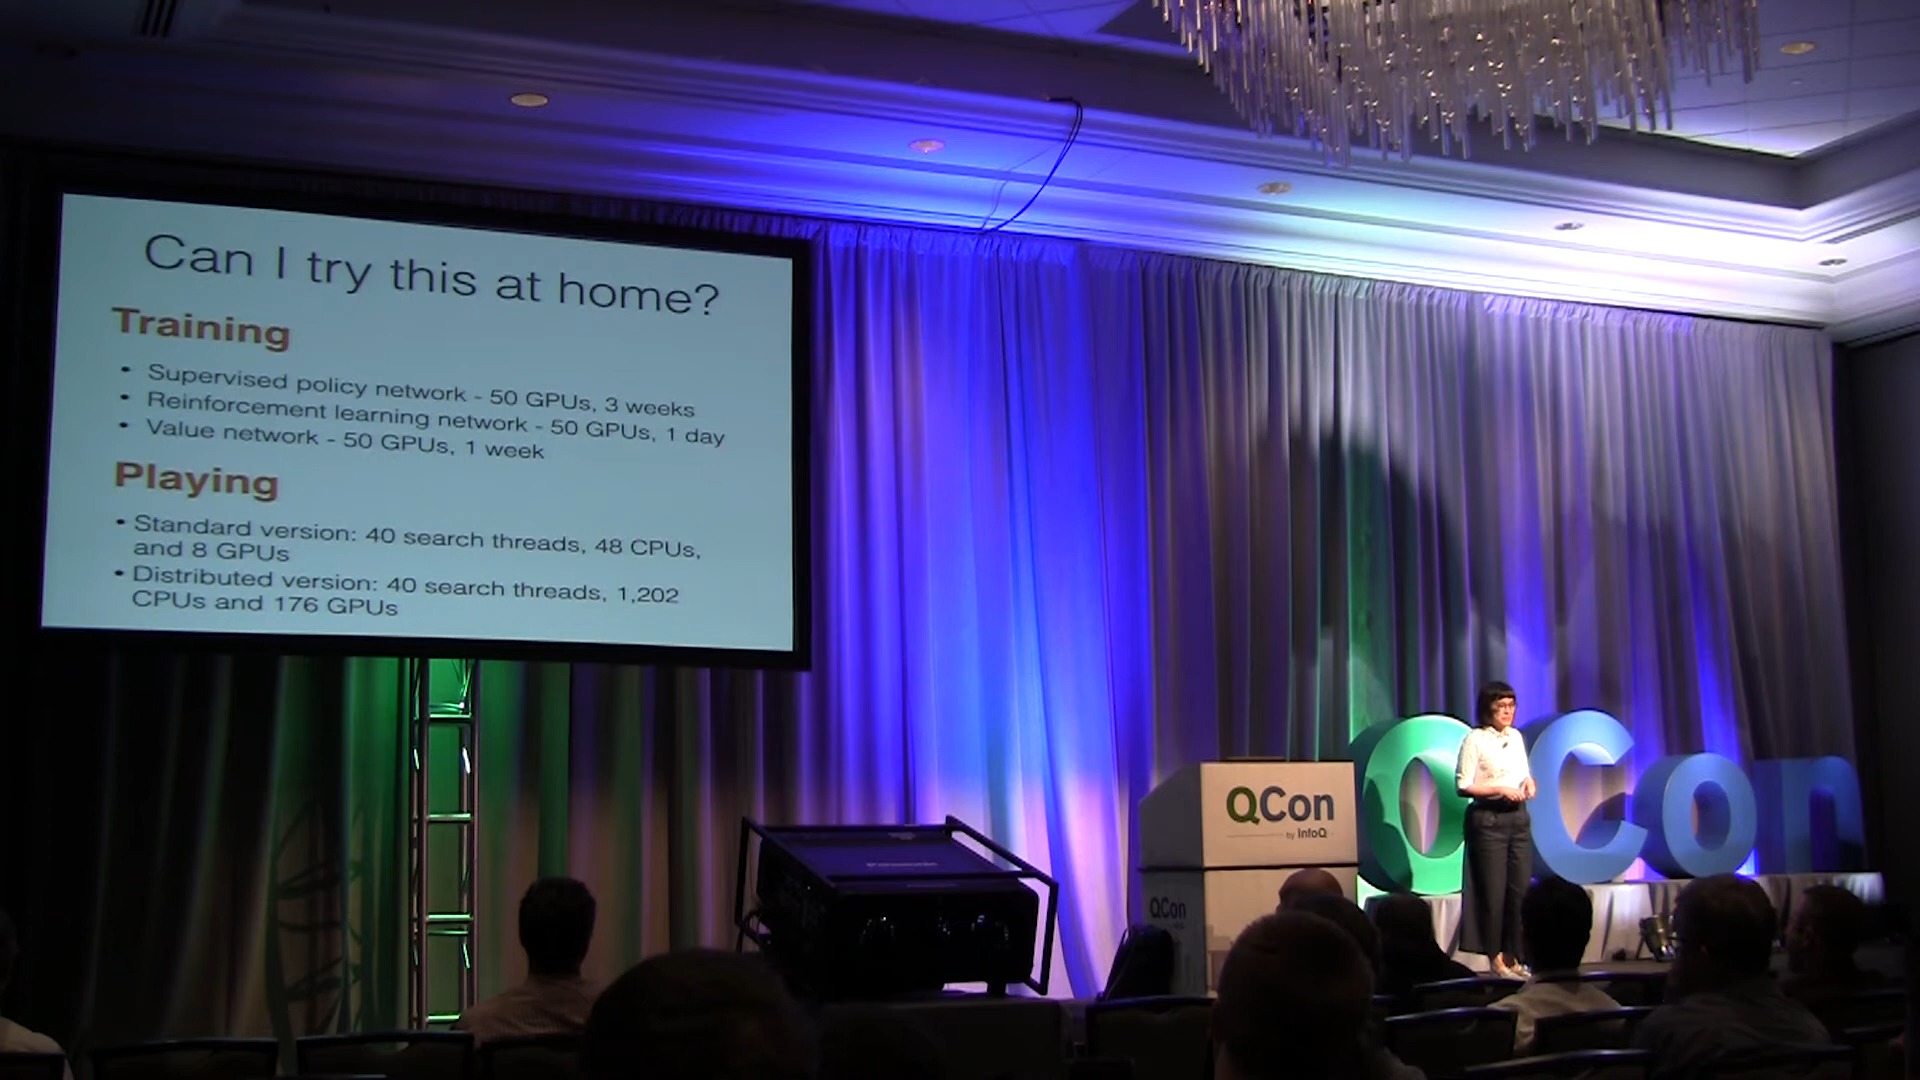 Can I try this at home?
Training
• Supervised policy network - 50 GPUs, 3 weeks
• Reinforcement learning network - 50 GPUs, 1 day
• Value network - 50 GPUs, 1 week
Playing
• Standard version: 40 search threads, 48 CPUs,
and 8 GPUs
• Distributed version: 40 search threads, 1,202
CPUs and 176 GPUs
QCon
by InfoQ
QCon
QCon